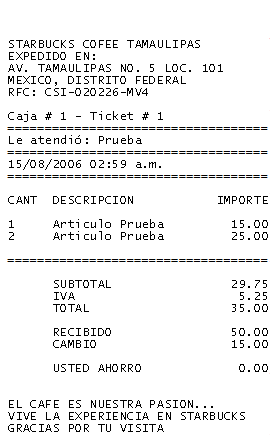 STARBUCKS COFEE TAMAULIPAS
EXPEDIDO EN:
AV. TAMAULIPAS NO. 5 LOC. 101
MEXICO, DISTRITO FEDERAL
RFC: CSI-020226-MV4
Caja # 1 - Ticket # 1
==================================
Le atendió: Prueba
==================================
15/08/2006 02:59 a.m.
==================================
CANT DESCRIPCION IMPORTE
1 Articulo Prueba 15.00
2 Articulo Prueba 25.00
==================================
SUBTOTAL 29.75
IVA 5.25
TOTAL 35.00
RECIBIDO 50.00
CAMBIO 15.00
USTED AHORRO 0.00
EL CAFE ES NUESTRA PASION...
VIVE LA EXPERIENCIA EN STARBUCKS
GRACIAS POR TU VISITA